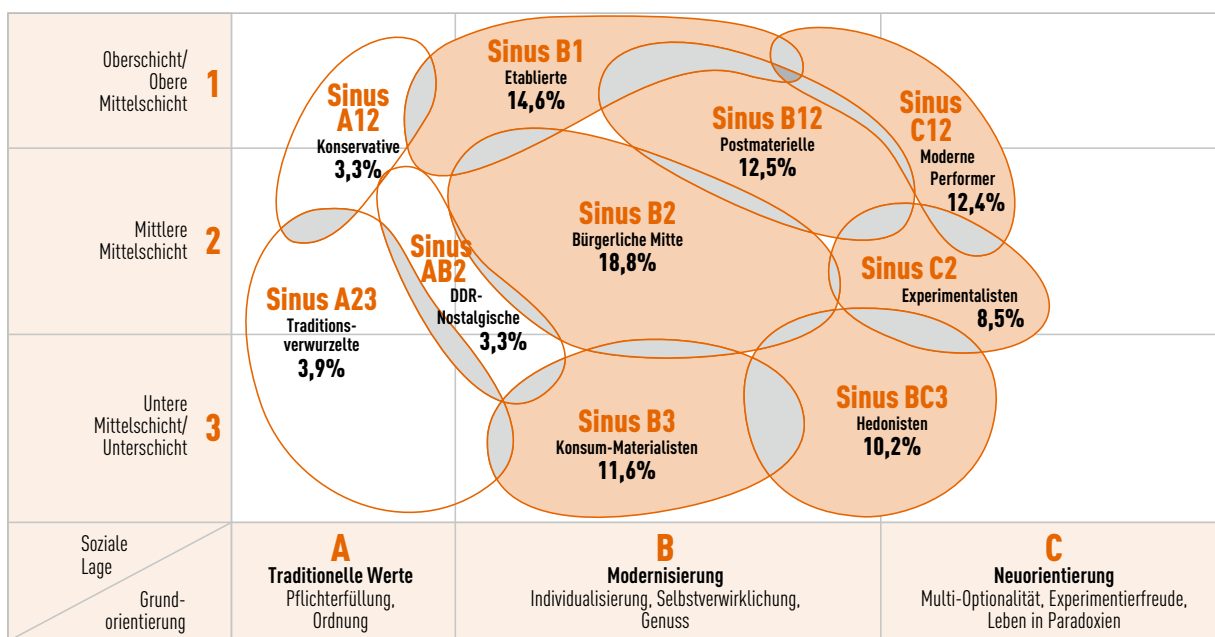 Oberschicht/
Obere
Mittelschicht
1
Mittlere
Mittelschicht
2
Untere
Mittelschicht/
Unterschicht
3
Sinus
A12
Konservative
3,3%
Sinus B1
Etablierte
14,6%
Sinus B12
Postmaterielle
12,5%
Sinus
C12
Moderne
Performer
12,4%
Sinus A23
Traditions-
verwurzelte
3,9%
Sinus
AB2
DDR-
Nostalgische
3,3%
Sinus B2
Bürgerliche Mitte
18,8%
Sinus C2
Experimentalisten
8,5%
Sinus B3
Konsum-Materialisten
11,6%
Sinus BC3
Hedonisten
10,2%
Soziale
Lage
Grund-
orientierung
A
Traditionelle Werte
Pflichterfüllung,
Ordnung
B
Modernisierung
Individualisierung, Selbstverwirklichung,
Genuss
C
Neuorientierung
Multi-Optionalität, Experimentierfreude,
Leben in Paradoxien